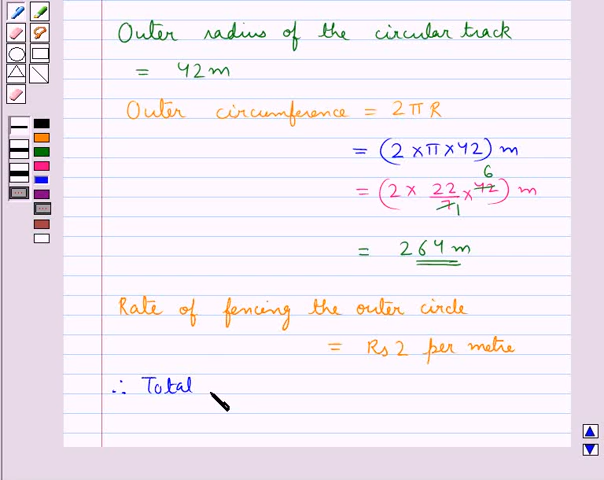 Outer radius of the circular track
= 42 m
Outer circumference = 2πR
= (2 × π × 42) m
= (2 × 22/7 1 × 42 6) m
= 264 m
Rate of fencing the outer circle
= Rs 2 per metre
∴ Total